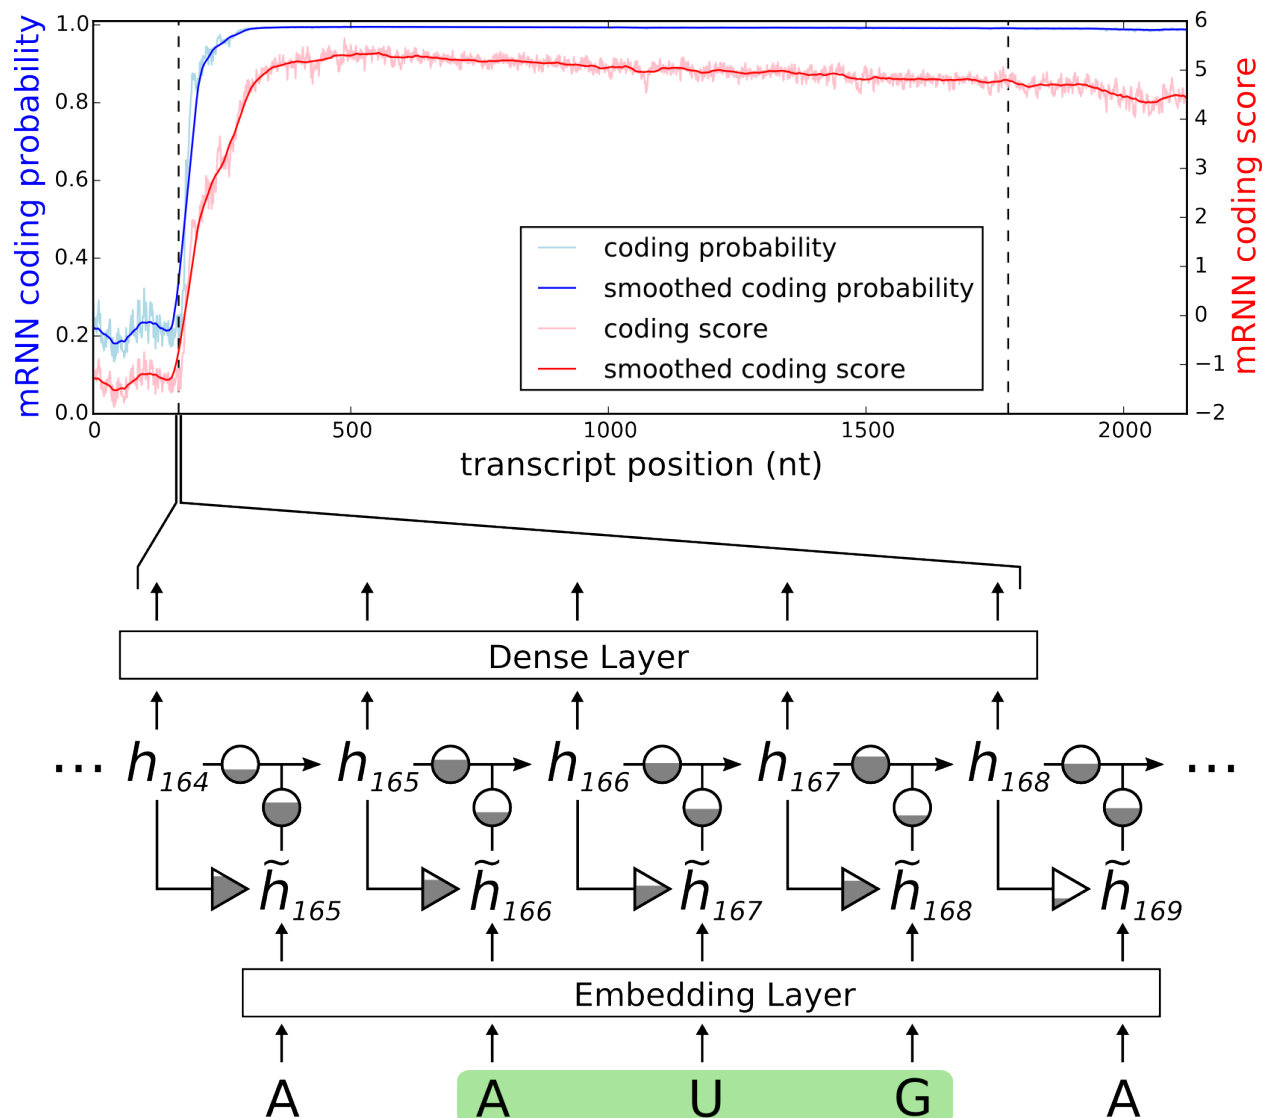 mRNN coding probability
1.0
0.8
0.6
0.4
0.2
0.0
6
5
4
3
2
1
0
−1
−2
mRNN coding score
coding probability
smoothed coding probability
coding score
smoothed coding score
0 500 1000 1500 2000
transcript position (nt)
Dense Layer
... h164 h165 h166 h167 h168 ...
h̃165 h̃166 h̃167 h̃168 h̃169
Embedding Layer
A A U G A